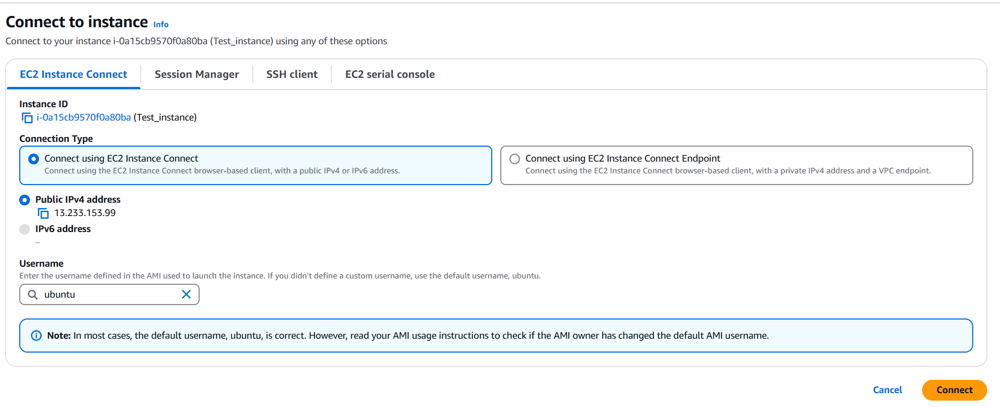 Connect to instance Info
Connect to your instance i-0a15cb9570f0a80ba (Test_instance) using any of these options
EC2 Instance Connect
Session Manager
SSH client
EC2 serial console
Instance ID
i-0a15cb9570f0a80ba (Test_instance)
Connection Type
Connect using EC2 Instance Connect
Connect using the EC2 Instance Connect browser-based client, with a public IPv4 or IPv6 address.
Connect using EC2 Instance Connect Endpoint
Connect using the EC2 Instance Connect browser-based client, with a private IPv4 address and a VPC endpoint.
Public IPv4 address
13.233.153.99
IPv6 address
–
Username
Enter the username defined in the AMI used to launch the instance. If you didn't define a custom username, use the default username, ubuntu.
ubuntu
Note: In most cases, the default username, ubuntu, is correct. However, read your AMI usage instructions to check if the AMI owner has changed the default AMI username.
Cancel
Connect